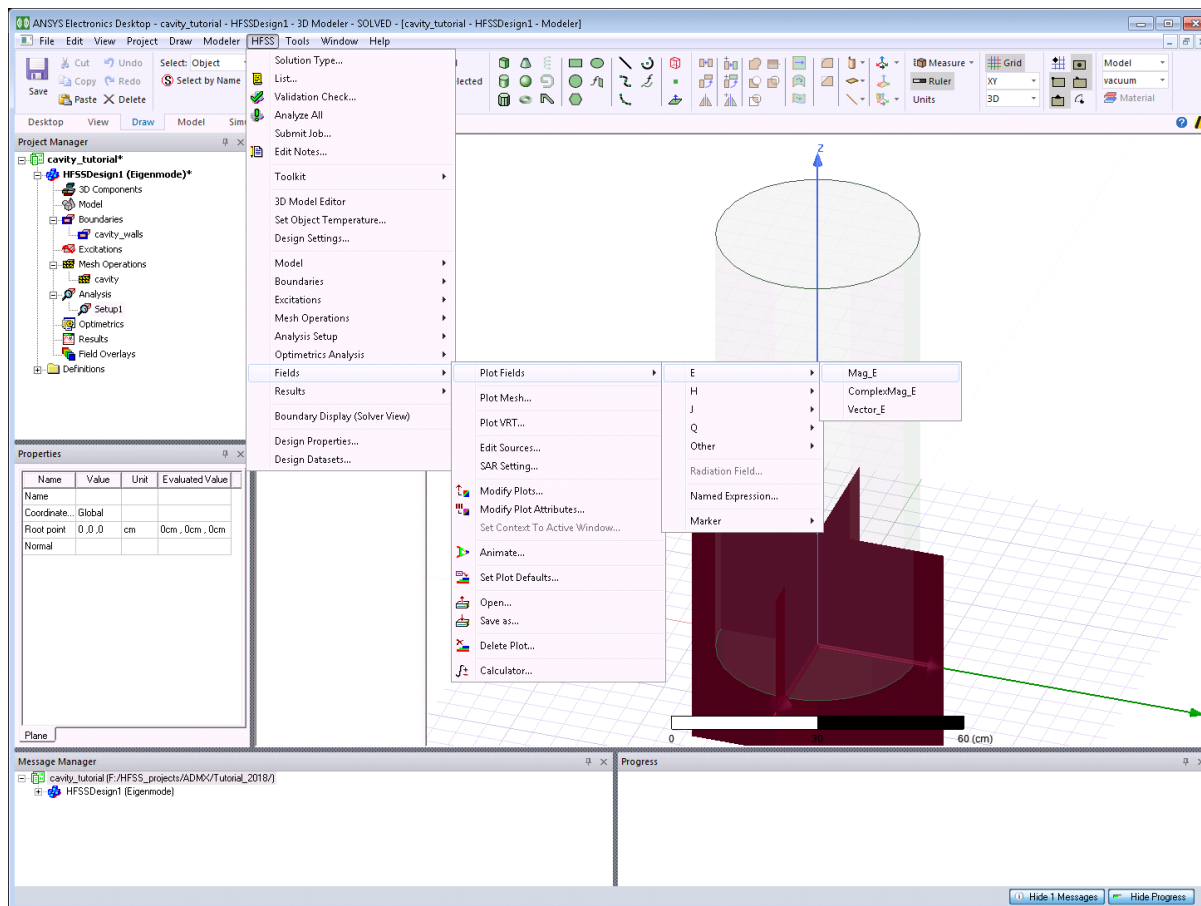 ANSYS Electronics Desktop - cavity_tutorial - HFSSDesign1 - 3D Modeler - SOLVED - [cavity_tutorial - HFSSDesign1 - Modeler]
File Edit View Project Draw Modeler HFSS Tools Window Help
Save
Cut Undo
Copy Redo
Paste Delete
Select: Object
Select by Name
elected
Measure
Ruler
Units
Grid
XY
3D
Model
vacuum
Material
Desktop View Draw Model
Project Manager
cavity_tutorial*
HFSSDesign1 (Eigenmode)*
3D Components
Model
Boundaries
cavity_walls
Excitations
Mesh Operations
cavity
Analysis
Setup1
Optimetrics
Results
Field Overlays
Definitions
Solution Type...
List...
Validation Check...
Analyze All
Submit Job...
Edit Notes...
Toolkit
3D Model Editor
Set Object Temperature...
Design Settings...
Model
Boundaries
Excitations
Mesh Operations
Analysis Setup
Optimetrics Analysis
Fields
Results
Boundary Display (Solver View)
Design Properties...
Design Datasets...
Plot Fields
Plot Mesh...
Plot VRT...
Edit Sources...
SAR Setting...
Modify Plots...
Modify Plot Attributes...
Set Context To Active Window...
Animate...
Set Plot Defaults...
Open...
Save as...
Delete Plot...
Calculator...
E
H
J
Q
Other
Radiation Field...
Named Expression...
Marker
Mag_E
ComplexMag_E
Vector_E
Z
0 60 (cm)
Properties
Name Value Unit Evaluated Value
Name
Coordinate... Global
Root point 0 ,0 ,0 cm 0cm , 0cm , 0cm
Normal
Plane
Message Manager
cavity_tutorial (F:/HFSS_projects/ADMX/Tutorial_2018/)
HFSSDesign1 (Eigenmode)
Progress
Hide 1 Messages Hide Progress